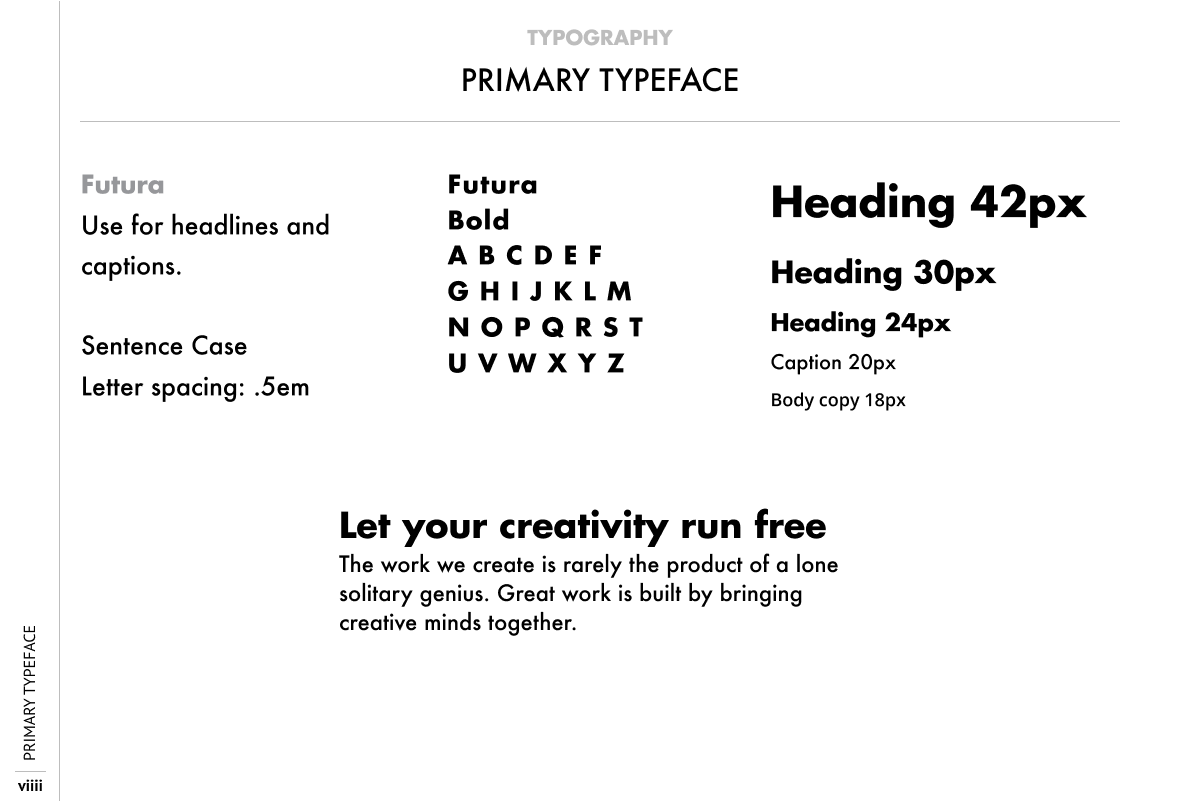 TYPOGRAPHY
PRIMARY TYPEFACE
Futura
Use for headlines and
captions.
Sentence Case
Letter spacing: .5em
Futura
Bold
A B C D E F
G H I J K L M
N O P Q R S T
U V W X Y Z
Heading 42px
Heading 30px
Heading 24px
Caption 20px
Body copy 18px
Let your creativity run free
The work we create is rarely the product of a lone
solitary genius. Great work is built by bringing
creative minds together.
PRIMARY TYPEFACE
viiii